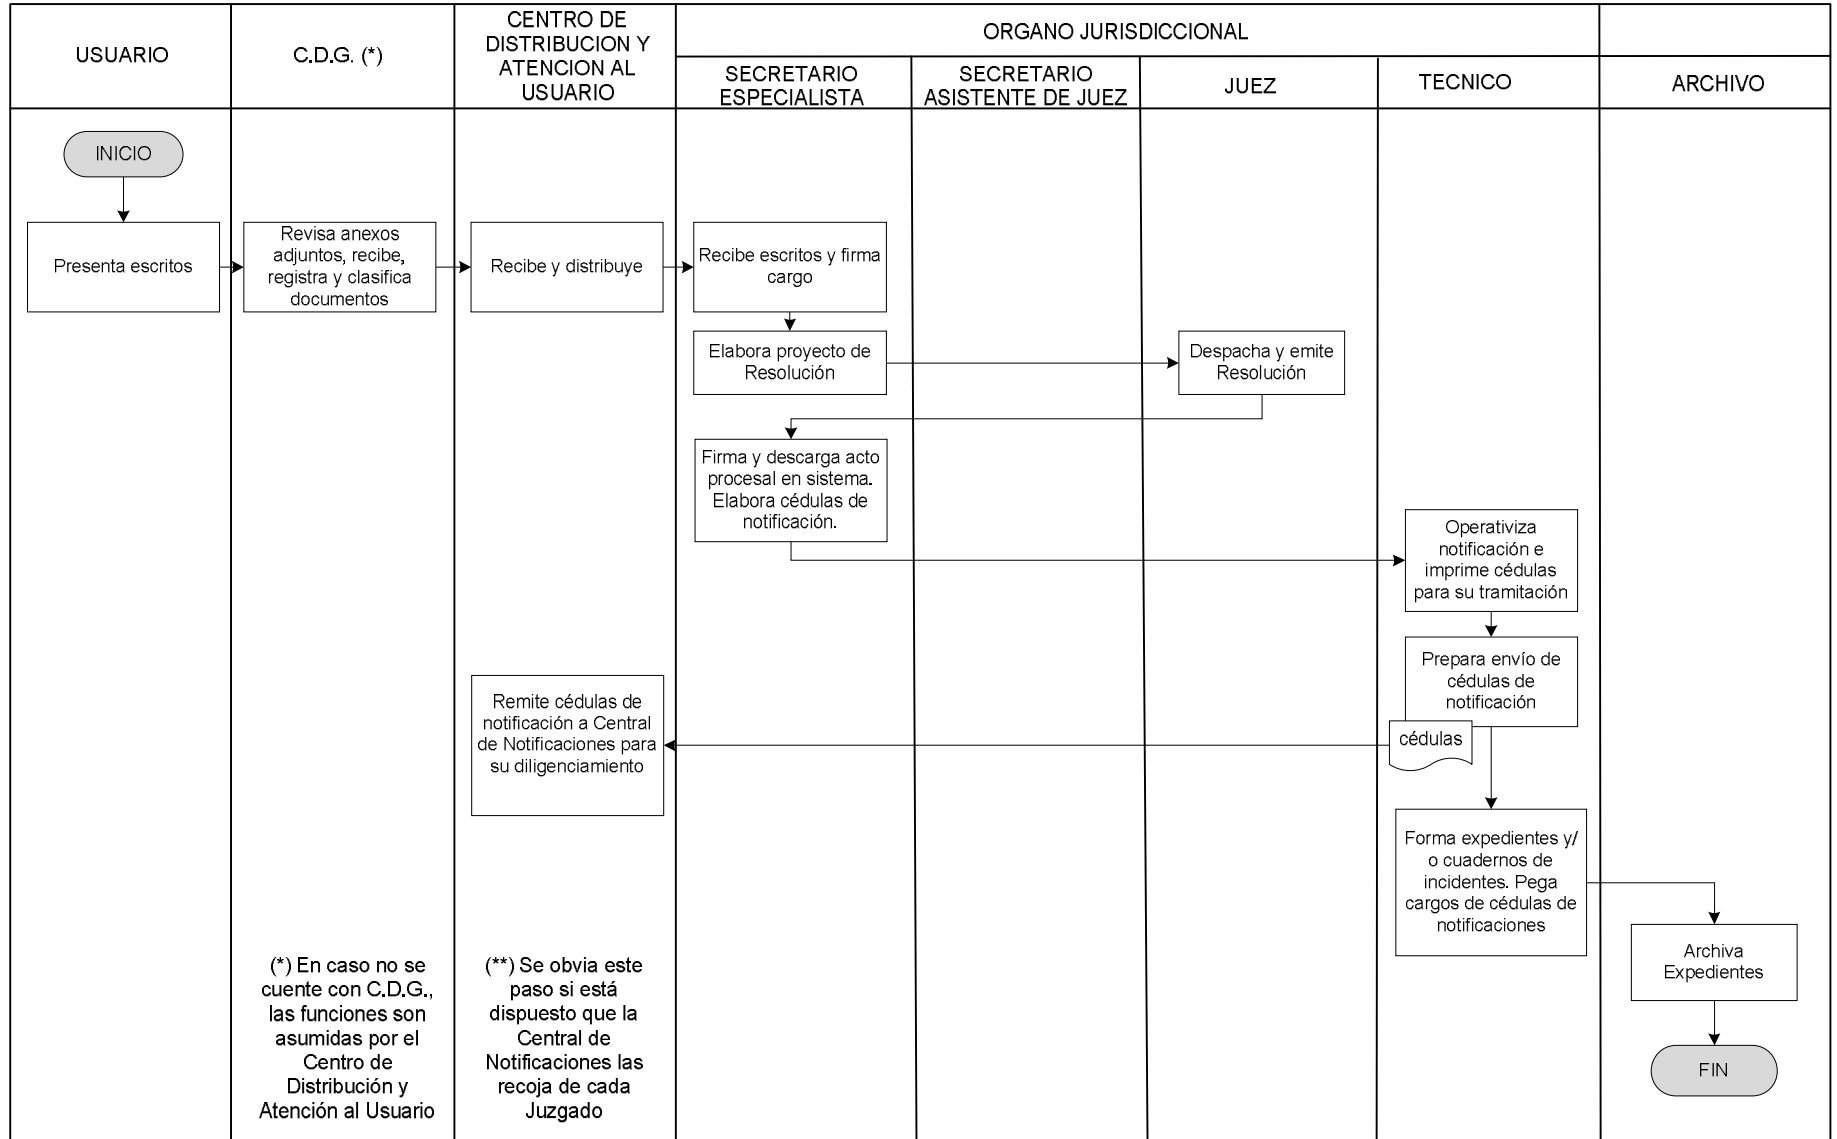 USUARIO
C.D.G. (*)
CENTRO DE
DISTRIBUCION Y
ATENCION AL
USUARIO
ORGANO JURISDICCIONAL
SECRETARIO
ESPECIALISTA
SECRETARIO
ASISTENTE DE JUEZ
JUEZ
TECNICO
ARCHIVO
INICIO
Presenta escritos
Revisa anexos
adjuntos, recibe,
registra y clasifica
documentos
Recibe y distribuye
Recibe escritos y firma
cargo
Elabora proyecto de
Resolución
Despacha y emite
Resolución
Firma y descarga acto
procesal en sistema.
Elabora cédulas de
notificación.
Operativiza
notificación e
imprime cédulas
para su tramitación
Prepara envío de
cédulas de
notificación
cédulas
Remite cédulas de
notificación a Central
de Notificaciones para
su diligenciamiento
Forma expedientes y/
o cuadernos de
incidentes. Pega
cargos de cédulas de
notificaciones
Archiva
Expedientes
FIN
(*) En caso no se
cuente con C.D.G.,
las funciones son
asumidas por el
Centro de
Distribución y
Atención al Usuario
(**) Se obvia este
paso si está
dispuesto que la
Central de
Notificaciones las
recoja de cada
Juzgado